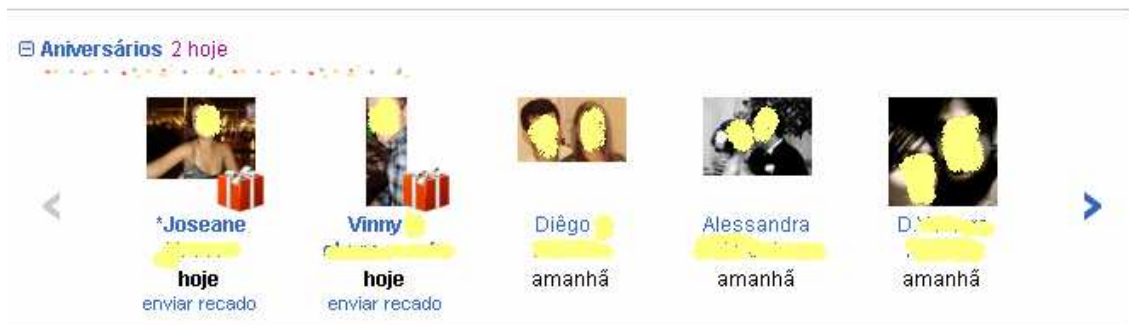 Aniversários 2 hoje
*Joseane Vinny Diêgo Alessandra D.
hoje hoje amanhã amanhã amanhã
enviar recado enviar recado